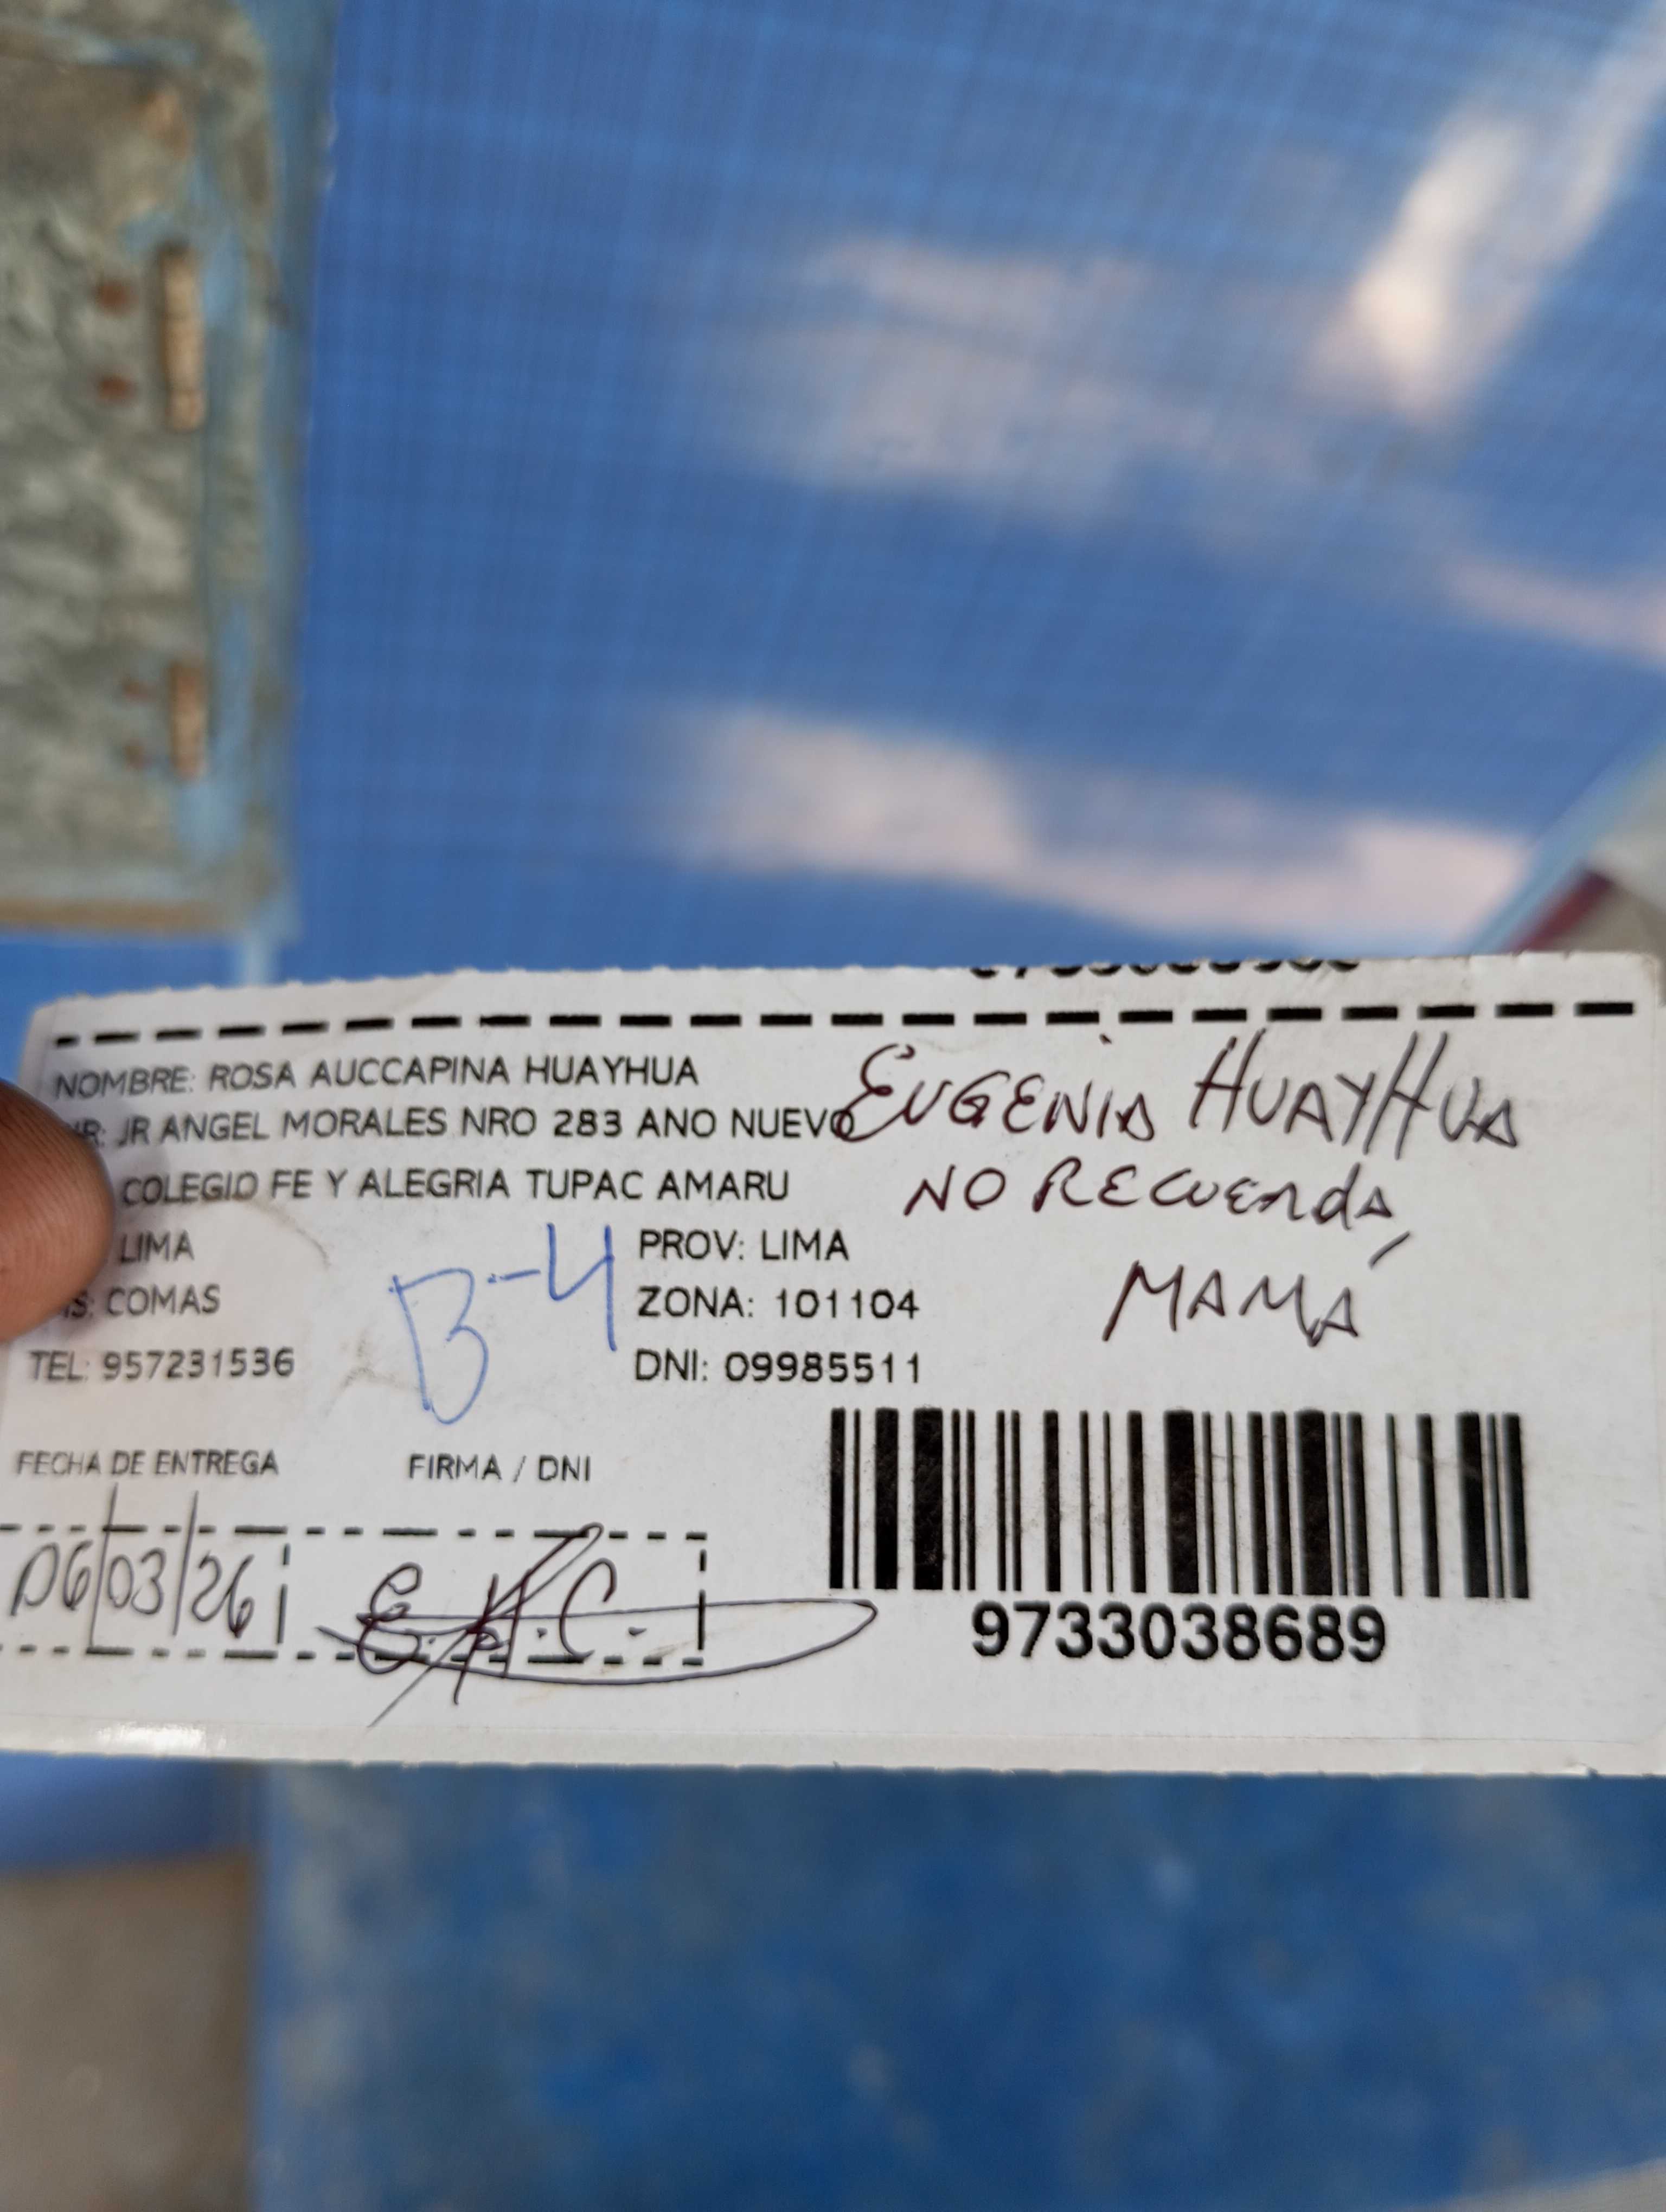 NOMBRE: ROSA AUCCAPINA HUAYHUA
EUGENIA HUAYHUA
JR ANGEL MORALES NRO 283 ANO NUEVO
NO RECUERDA,
COLEGIO FE Y ALEGRIA TUPAC AMARU
MAMÁ
LIMA
PROV: LIMA
B-4
COMAS
ZONA: 101104
TEL: 957231536
DNI: 09985511
FECHA DE ENTREGA
FIRMA / DNI
06/03/26
E.H.C.
9733038689